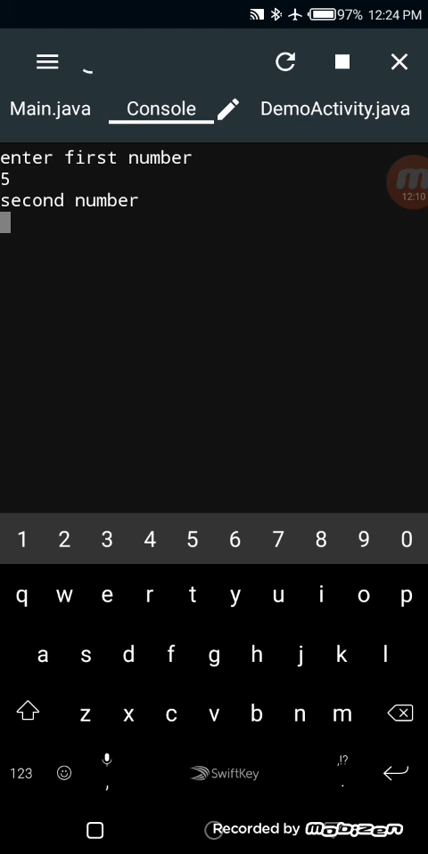 97% 12:24 PM
Main.java Console DemoActivity.java
enter first number
5
second number
12:10
1 2 3 4 5 6 7 8 9 0
q w e r t y u i o p
a s d f g h j k l
z x c v b n m
123 , SwiftKey ,!? .
Recorded by mobizen